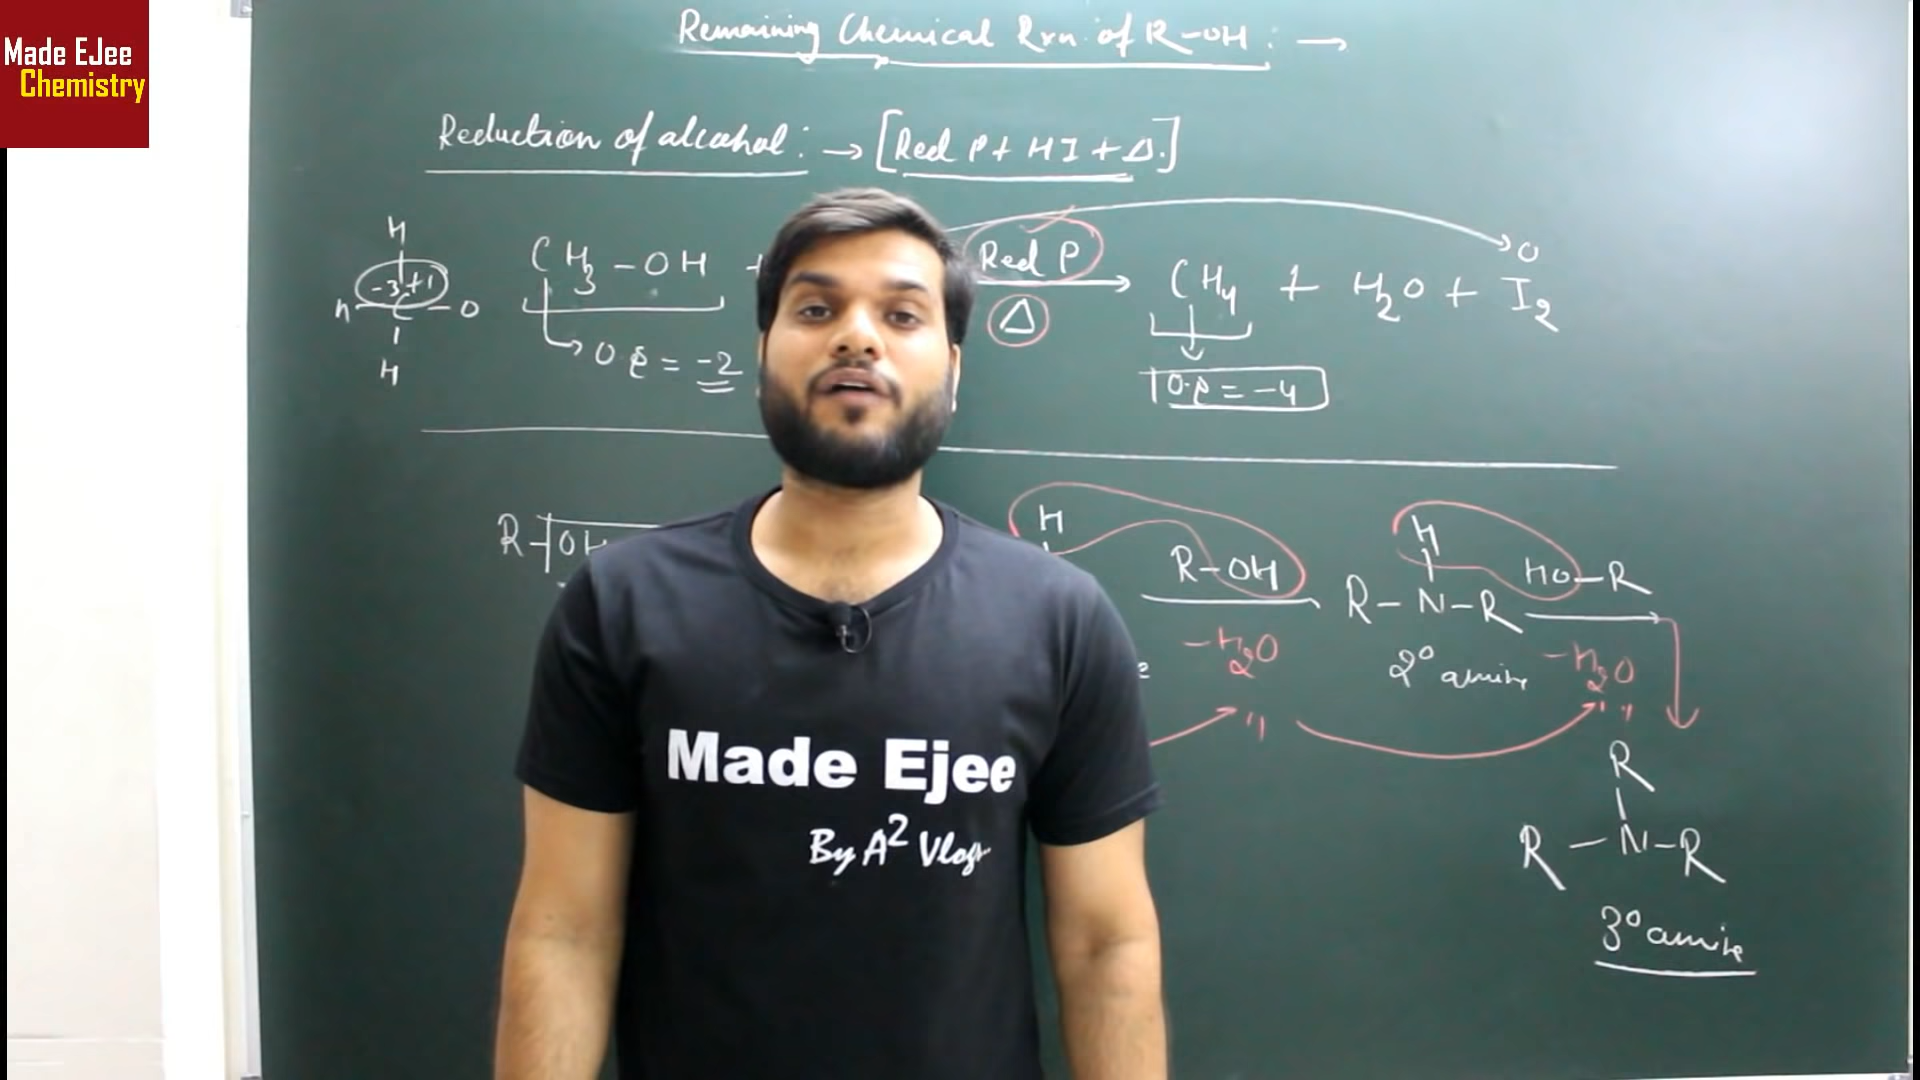 Made EJee
Chemistry
Remaining Chemical Rxn. of R-OH : →
Reduction of alcohol : → [Red P + HI + Δ.]
H
-3+1
C - O
H
CH3 - OH +
Red P
Δ
CH4 + H2O + I2
O
= -2
= -4
R - OH
H
R - OH
-H2O
H
R - N - R
2° amine
HO - R
-H2O
R
R - N - R
3° amine
Made Ejee
By A2 Vlogs